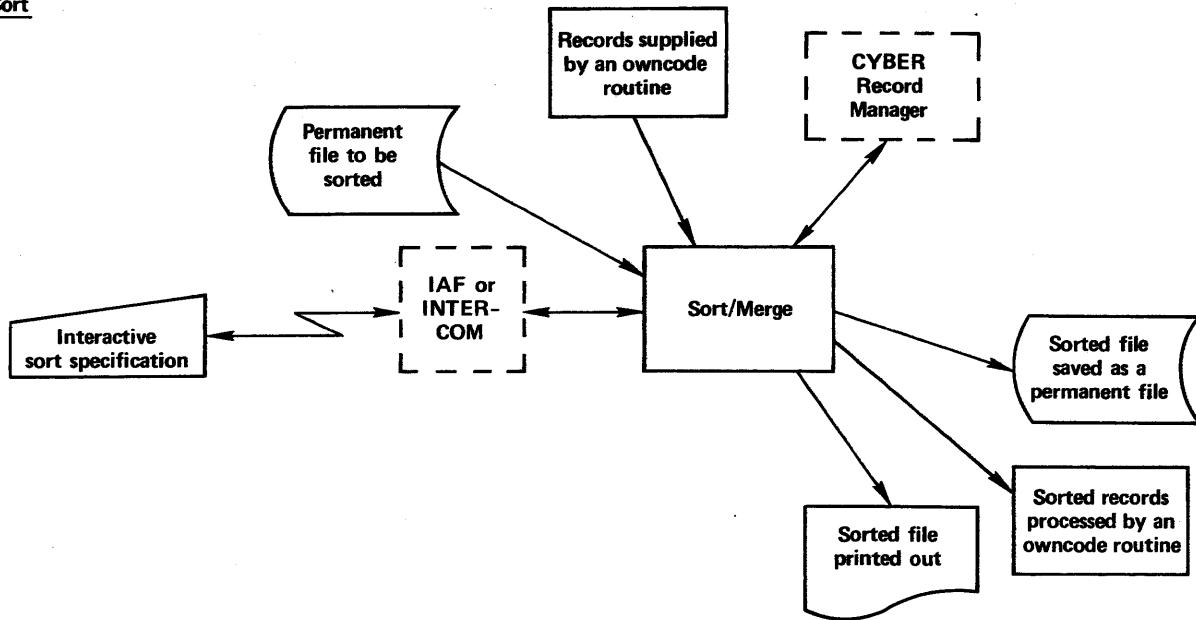 Sort
Records supplied
by an owncode
routine
CYBER
Record
Manager
Permanent
file to be
sorted
IAF or
INTER-
COM
Sort/Merge
Interactive
sort specification
Sorted file
saved as a
permanent file
Sorted records
processed by an
owncode routine
Sorted file
printed out